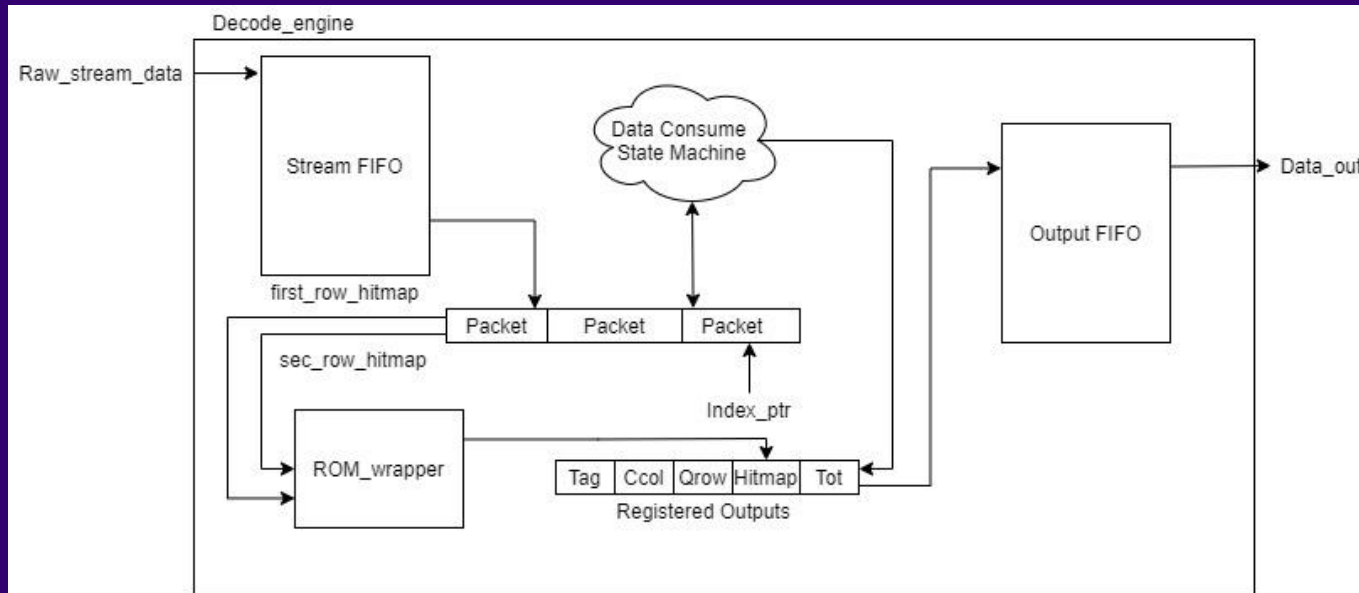 Decode_engine
Raw_stream_data
Stream FIFO
Data Consume
State Machine
Output FIFO
Data_out
first_row_hitmap
Packet
Packet
Packet
sec_row_hitmap
Index_ptr
ROM_wrapper
Tag
Ccol
Qrow
Hitmap
Tot
Registered Outputs